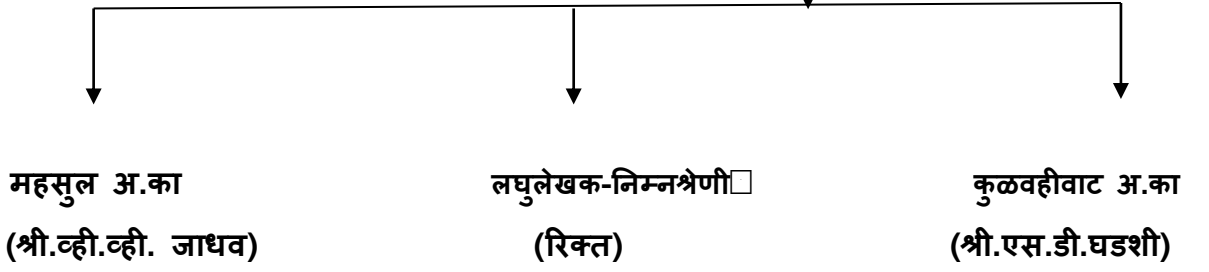 महसुल अ.का लघुलेखक-निम्नश्रेणी कुळवहीवाट अ.का
(श्री.व्ही.व्ही. जाधव) (रिक्त) (श्री.एस.डी.घडशी)